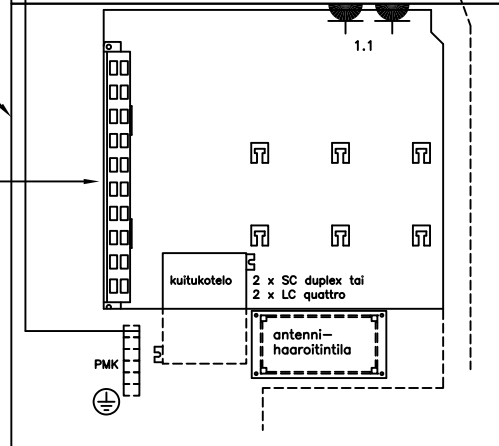 1.1
kuitukotelo
2 x SC duplex tai
2 x LC quattro
antenni-
haaroitintila
PMK